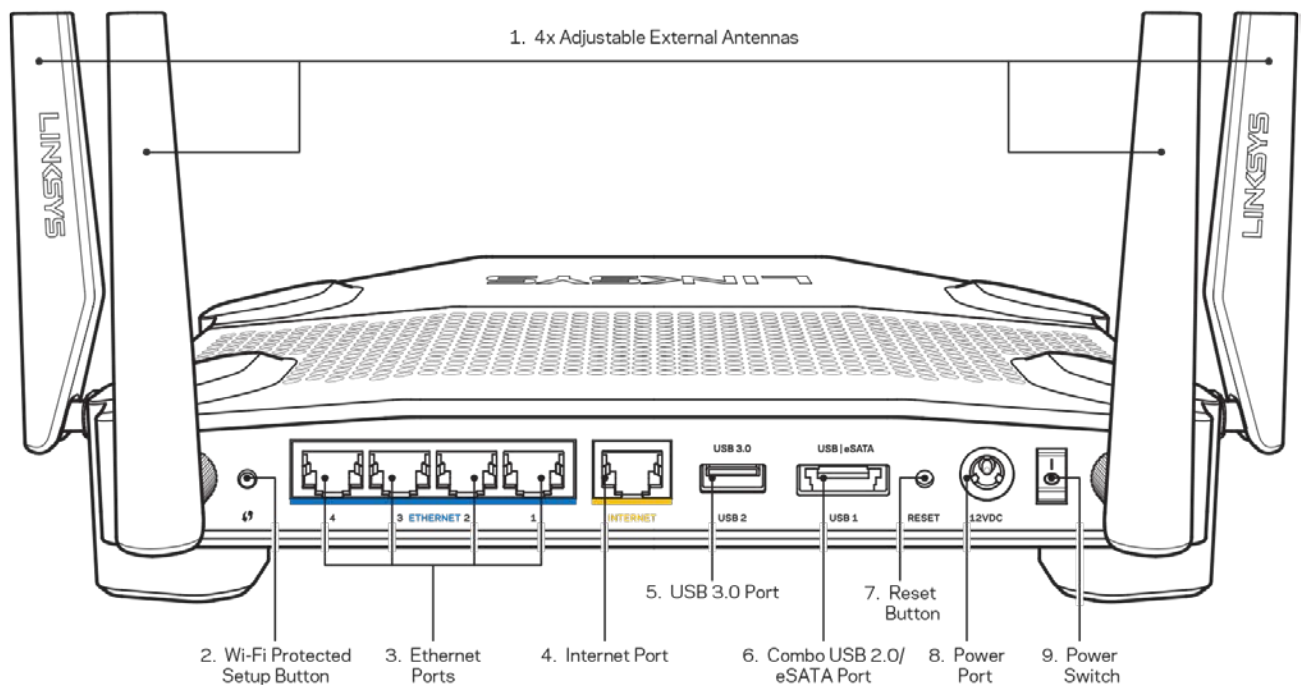 1. 4x Adjustable External Antennas
LINKSYS
LINKSYS
LINKSYS
USB 3.0
USB | eSATA
4
3
ETHERNET
2
1
INTERNET
USB 2
USB 1
RESET
12VDC
5. USB 3.0 Port
7. Reset
Button
2. Wi-Fi Protected
Setup Button
3. Ethernet
Ports
4. Internet Port
6. Combo USB 2.0/
eSATA Port
8. Power
Port
9. Power
Switch